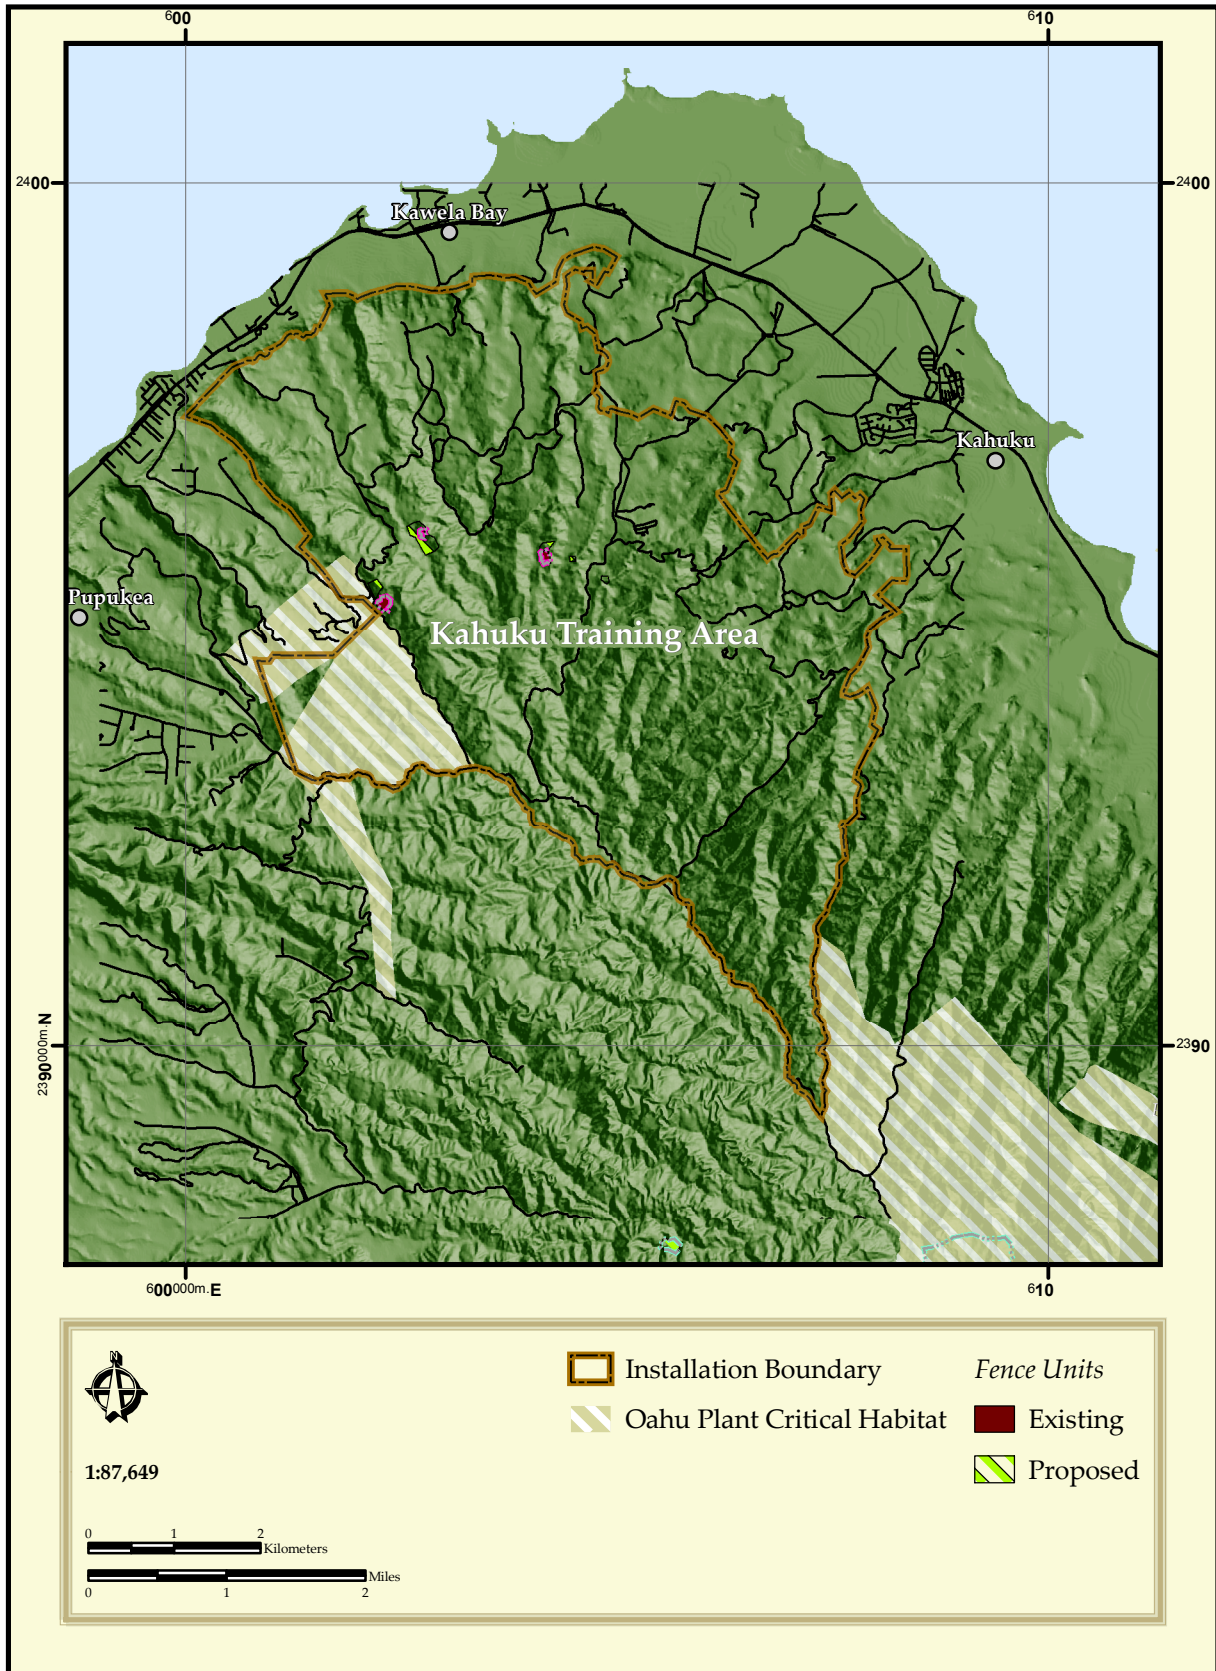 600 610
2400 2400
Kawela Bay
Kahuku
Pupukea
Kahuku Training Area
2390000m.N 2390
600000m.E 610
N
Installation Boundary Fence Units
Oahu Plant Critical Habitat Existing
1:87,649 Proposed
0 1 2
Kilometers
Miles
0 1 2